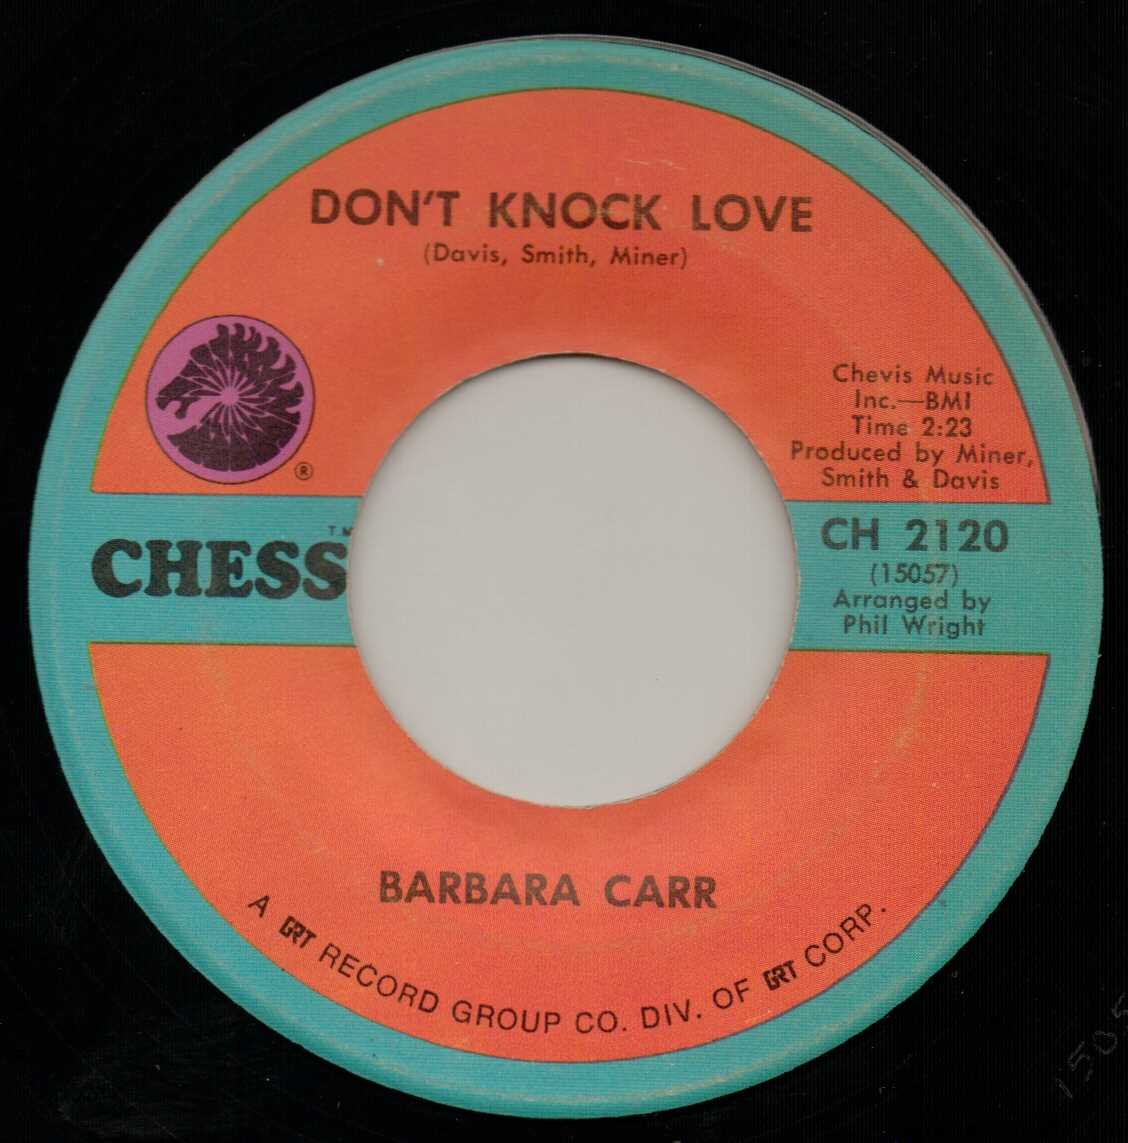 DON'T KNOCK LOVE
(Davis, Smith, Miner)
®
Chevis Music
Inc.—BMI
Time 2:23
Produced by Miner,
Smith & Davis
TM
CHESS
CH 2120
(15057)
Arranged by
Phil Wright
BARBARA CARR
A GRT RECORD GROUP CO. DIV. OF GRT CORP.
1505